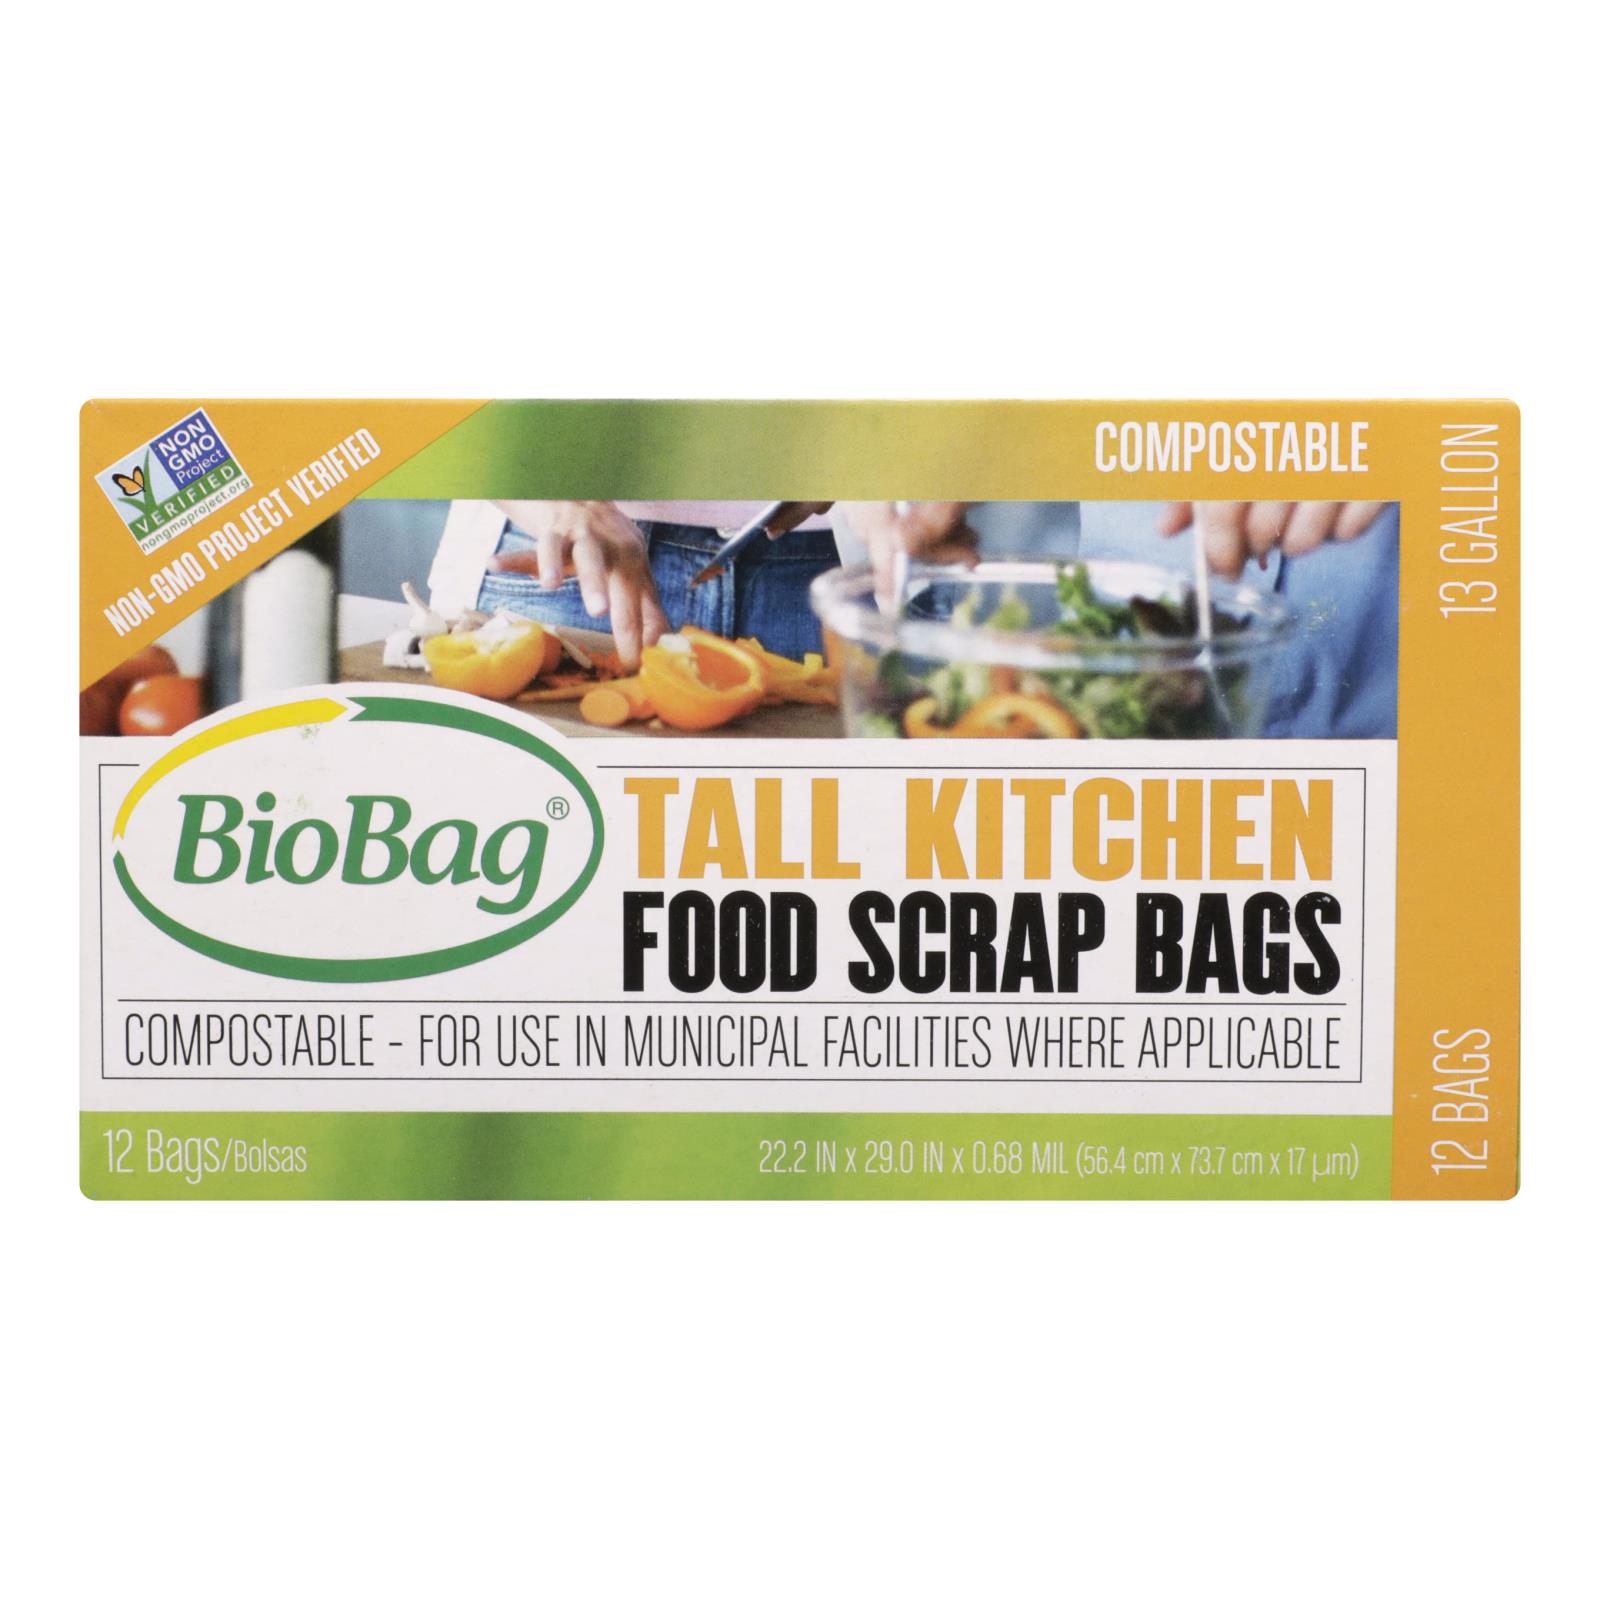 NON
GMO
Project
VERIFIED
nongmoproject.org
NON-GMO PROJECT VERIFIED
COMPOSTABLE
13 GALLON
BioBag®
TALL KITCHEN
FOOD SCRAP BAGS
COMPOSTABLE - FOR USE IN MUNICIPAL FACILITIES WHERE APPLICABLE
12 Bags/Bolsas
22.2 IN x 29.0 IN x 0.68 MIL (56.4 cm x 73.7 cm x 17 µm)
12 BAGS